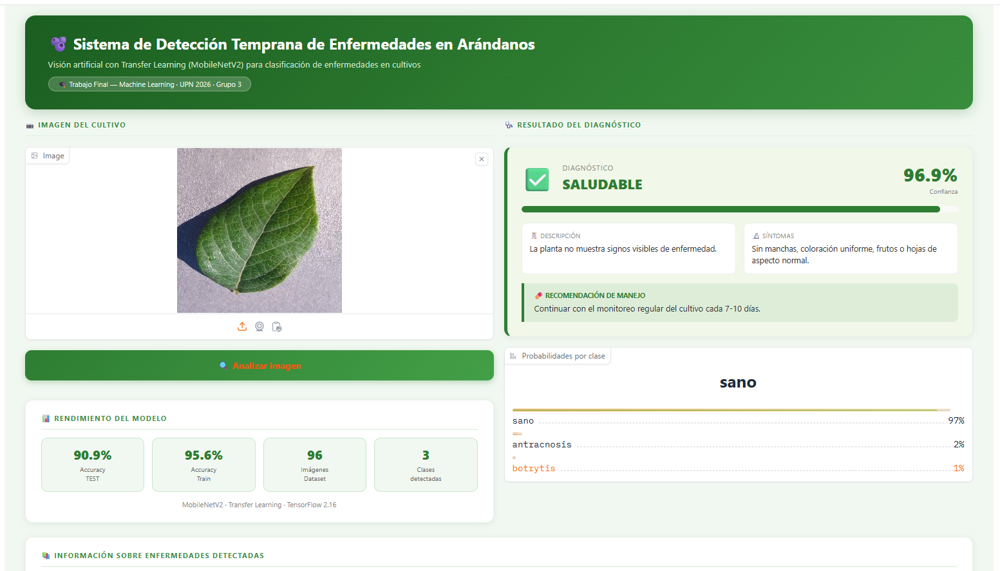 Sistema de Detección Temprana de Enfermedades en Arándanos
Visión artificial con Transfer Learning (MobileNetV2) para clasificación de enfermedades en cultivos
Trabajo Final — Machine Learning · UPN 2026 · Grupo 3
IMAGEN DEL CULTIVO
Image
Analizar imagen
RENDIMIENTO DEL MODELO
90.9%
Accuracy
TEST
95.6%
Accuracy
Train
96
Imágenes
Dataset
3
Clases
detectadas
MobileNetV2 · Transfer Learning · TensorFlow 2.16
RESULTADO DEL DIAGNÓSTICO
DIAGNÓSTICO
SALUDABLE
96.9%
Confianza
DESCRIPCIÓN
La planta no muestra signos visibles de enfermedad.
SÍNTOMAS
Sin manchas, coloración uniforme, frutos o hojas de
aspecto normal.
RECOMENDACIÓN DE MANEJO
Continuar con el monitoreo regular del cultivo cada 7-10 días.
Probabilidades por clase
sano
sano 97%
antracnosis 2%
botrytis 1%
INFORMACIÓN SOBRE ENFERMEDADES DETECTADAS